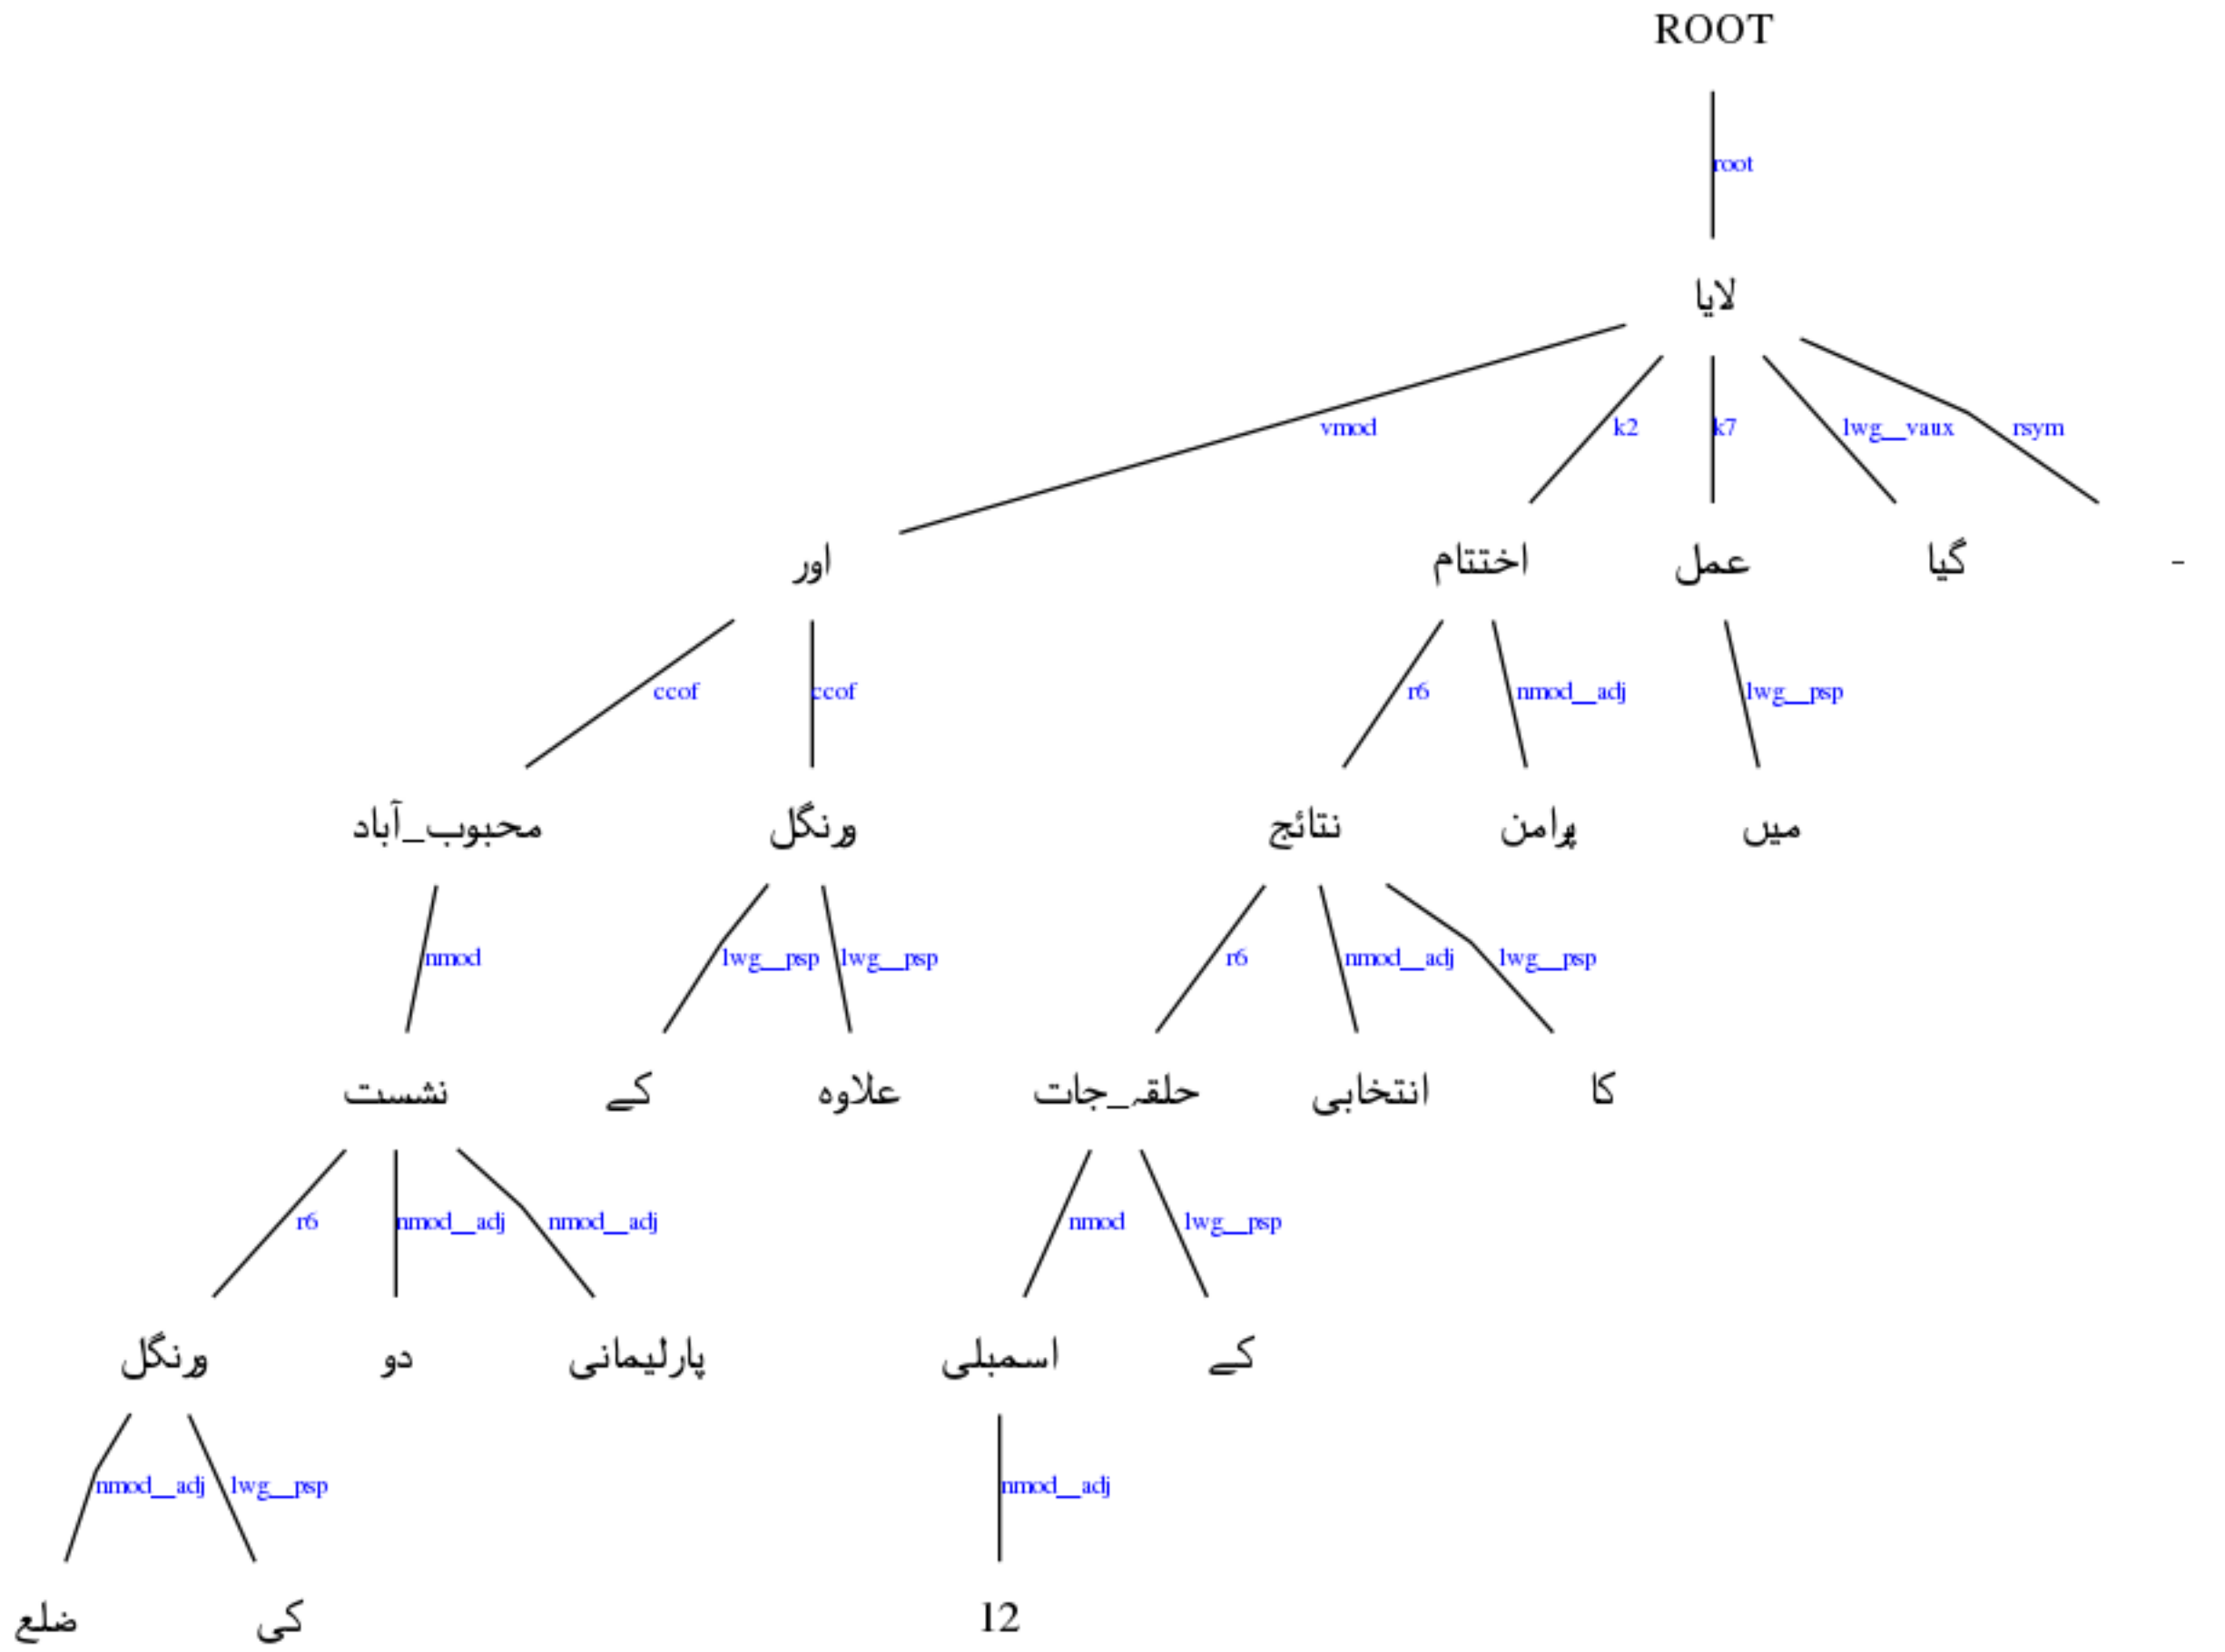 ROOT
root
لایا
vmod k2 k7 lwg__vaux rsym
اور اختتام عمل گیا -
ccof ccof r6 nmod__adj lwg__psp
محبوب_آباد ورنگل نتائج پرامن میں
nmod lwg__psp lwg__psp r6 nmod__adj lwg__psp
نشست کے علاوہ حلقہ_جات انتخابی کا
r6 nmod__adj nmod__adj nmod lwg__psp
ورنگل دو پارلیمانی اسمبلی کے
nmod__adj lwg__psp nmod__adj
ضلع کی 12